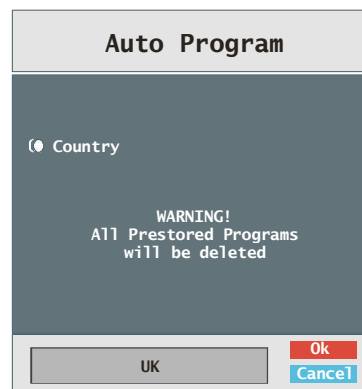 Auto Program
Country
WARNING!
All Prestored Programs
will be deleted
UK
Ok
Cancel